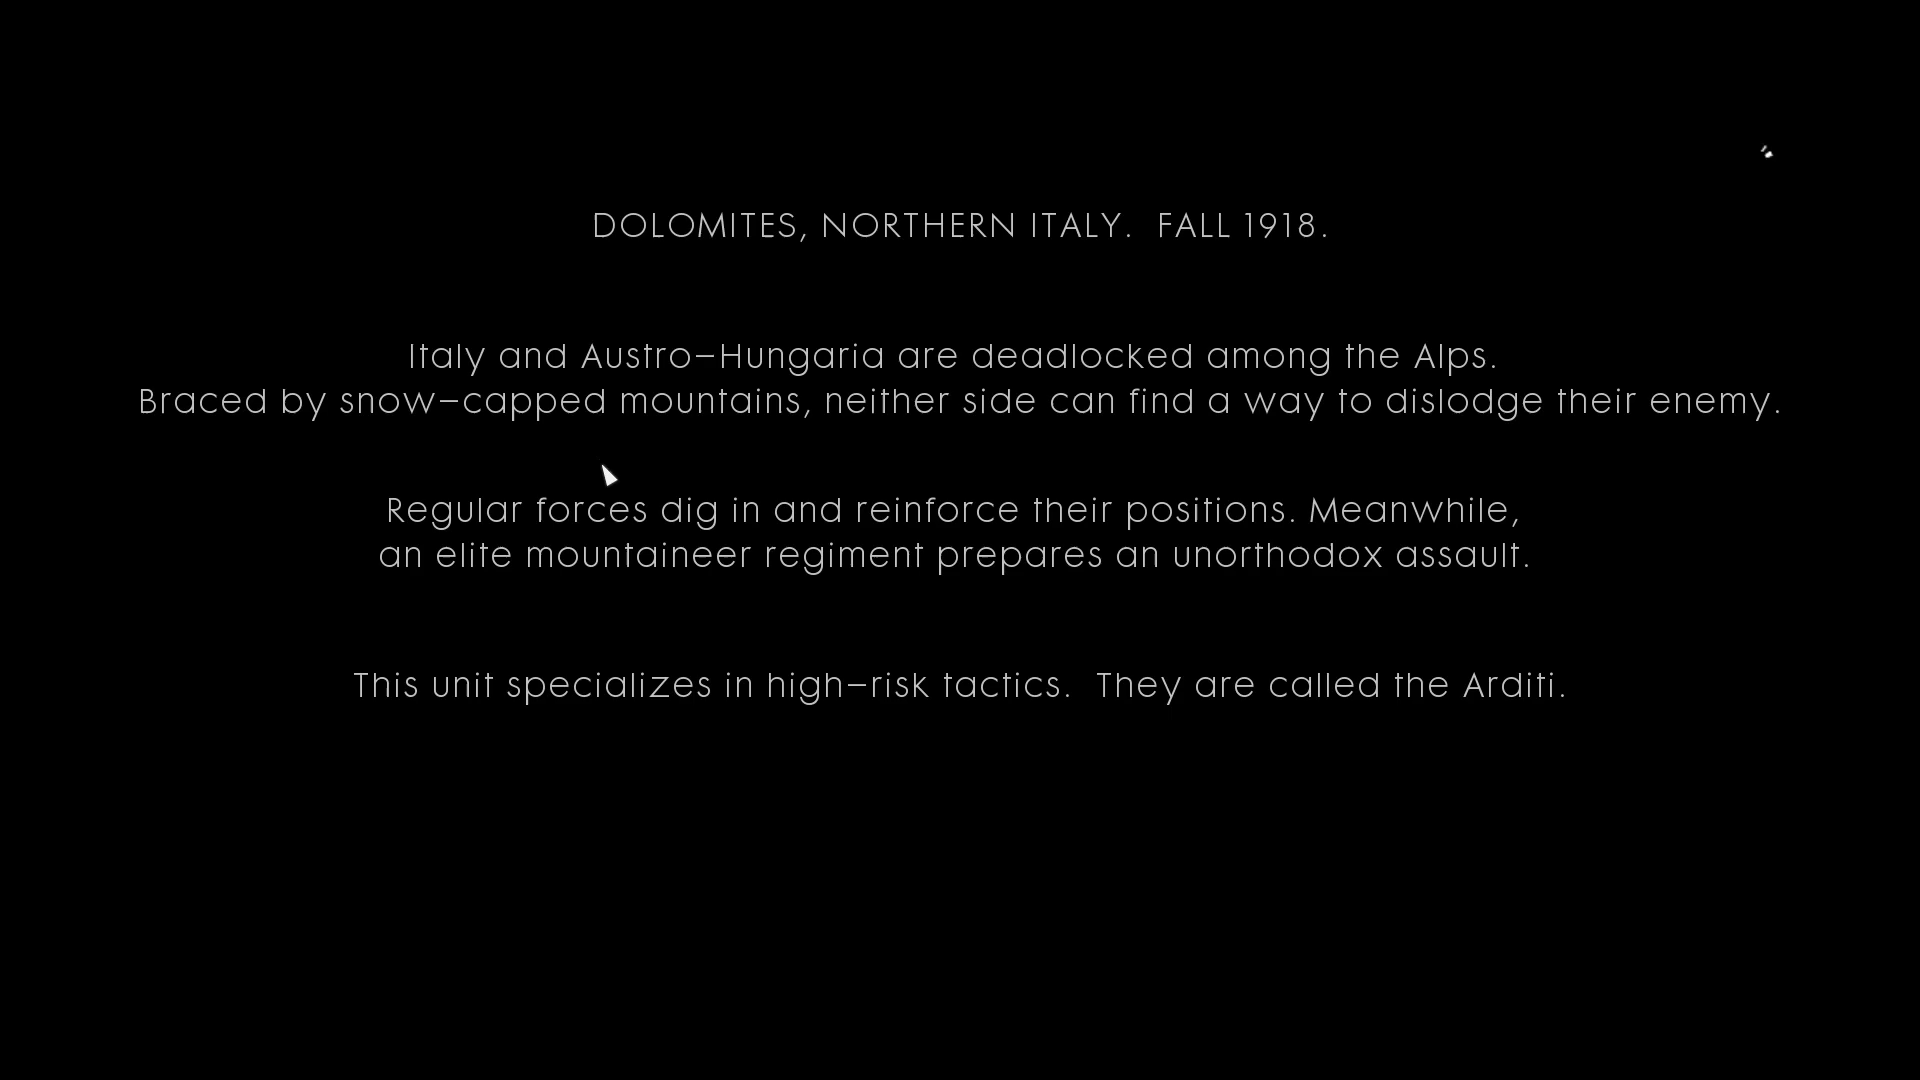 DOLOMITES, NORTHERN ITALY.  FALL 1918.
Italy and Austro-Hungaria are deadlocked among the Alps.
Braced by snow-capped mountains, neither side can find a way to dislodge their enemy.
Regular forces dig in and reinforce their positions. Meanwhile,
an elite mountaineer regiment prepares an unorthodox assault.
This unit specializes in high-risk tactics.  They are called the Arditi.